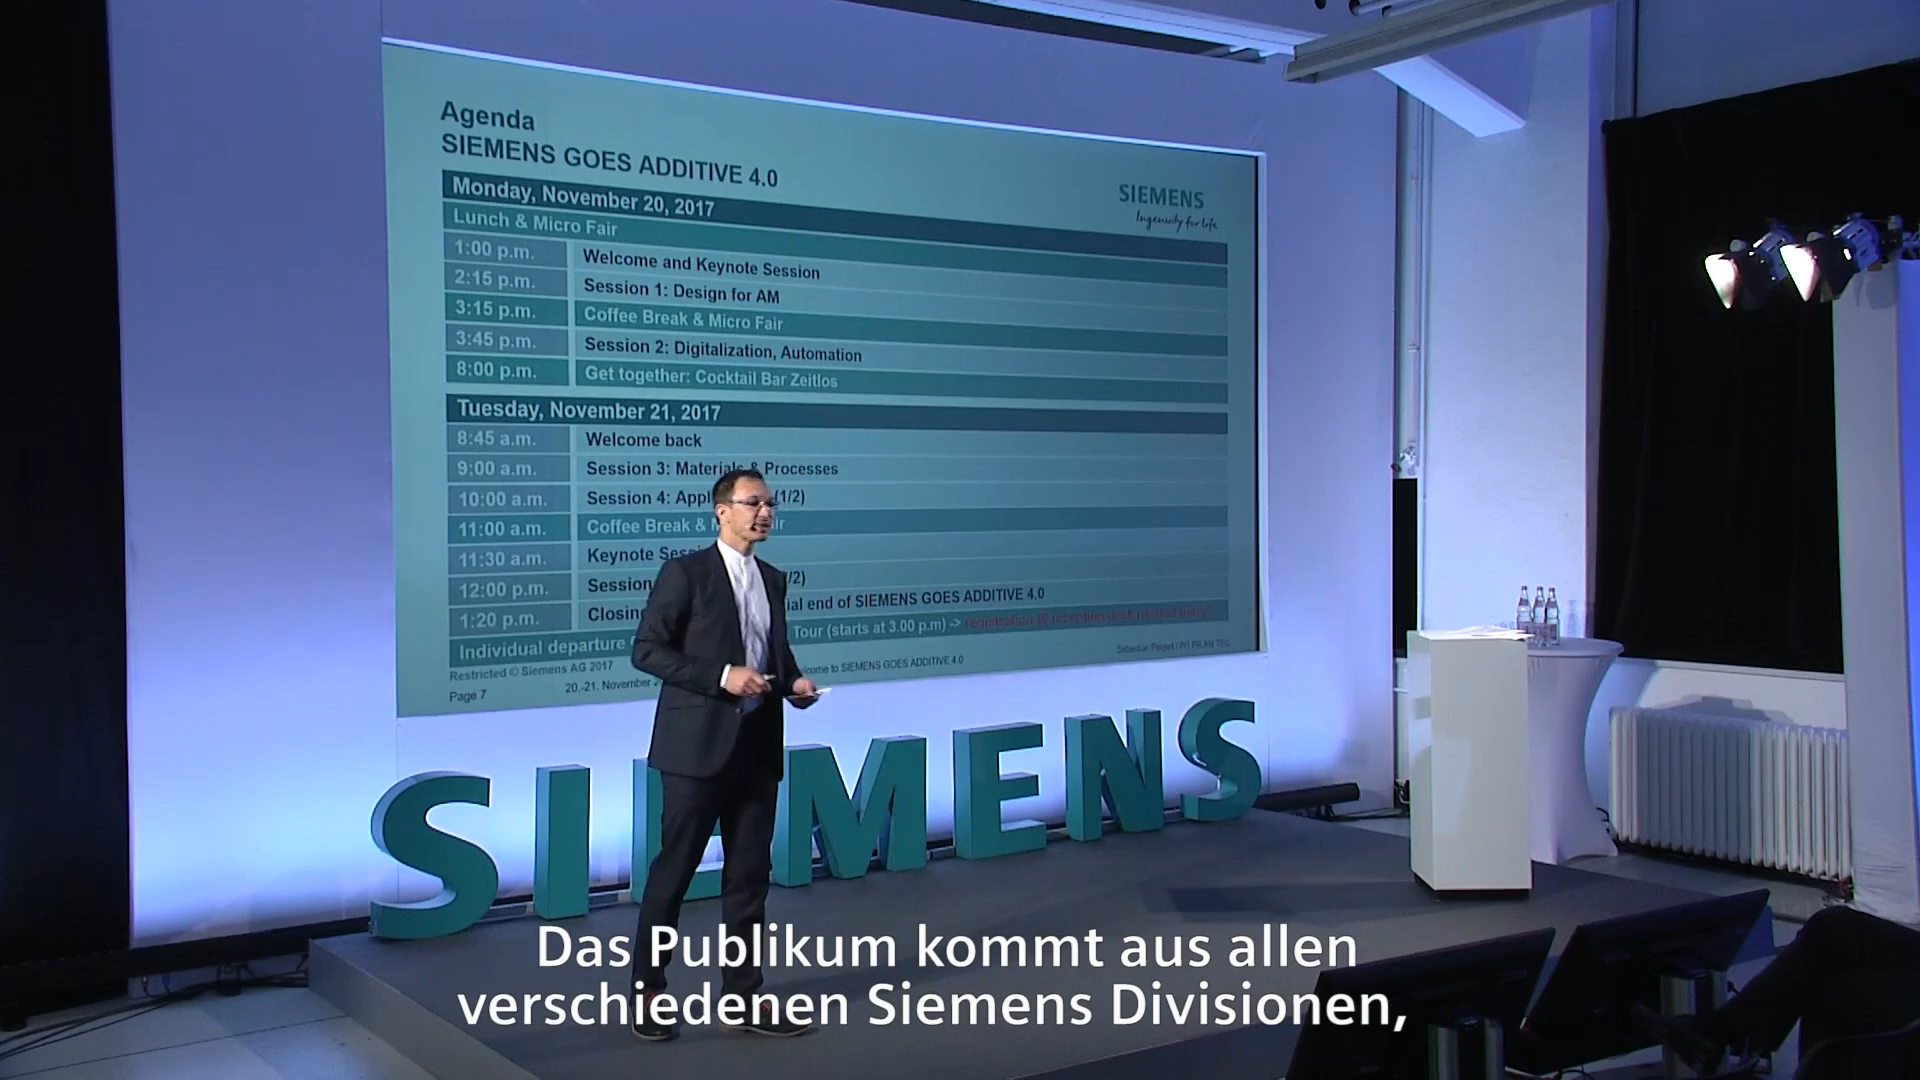 Agenda
SIEMENS GOES ADDITIVE 4.0
SIEMENS
Ingenuity for life
Monday, November 20, 2017
Lunch & Micro Fair
1:00 p.m. Welcome and Keynote Session
2:15 p.m. Session 1: Design for AM
3:15 p.m. Coffee Break & Micro Fair
3:45 p.m. Session 2: Digitalization, Automation
8:00 p.m. Get together: Cocktail Bar Zeitlos
Tuesday, November 21, 2017
8:45 a.m. Welcome back
9:00 a.m. Session 3: Materials & Processes
10:00 a.m. Session 4: (1/2)
11:00 a.m. Coffee Break &
11:30 a.m. Keynote
12:00 p.m. Session /2)
1:20 p.m. end of SIEMENS GOES ADDITIVE 4.0
Individual departure Tour (starts at 3.00 p.m) -> registration @ reception desk needed
Restricted © Siemens AG 2017
Page 7 20.-21. November to SIEMENS GOES ADDITIVE 4.0
SIEMENS
Das Publikum kommt aus allen
verschiedenen Siemens Divisionen,